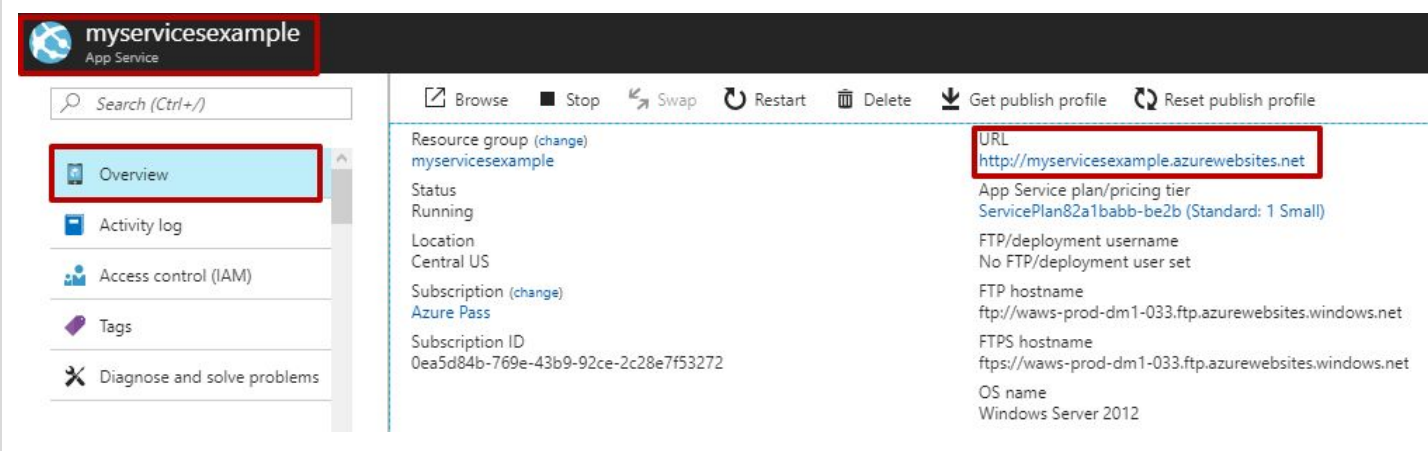 myservicesexample
App Service
Search (Ctrl+/)
Overview
Activity log
Access control (IAM)
Tags
Diagnose and solve problems
Browse Stop Swap Restart Delete Get publish profile Reset publish profile
Resource group (change)
myservicesexample
Status
Running
Location
Central US
Subscription (change)
Azure Pass
Subscription ID
0ea5d84b-769e-43b9-92ce-2c28e7f53272
URL
http://myservicesexample.azurewebsites.net
App Service plan/pricing tier
ServicePlan82a1babb-be2b (Standard: 1 Small)
FTP/deployment username
No FTP/deployment user set
FTP hostname
ftp://waws-prod-dm1-033.ftp.azurewebsites.windows.net
FTPS hostname
ftps://waws-prod-dm1-033.ftp.azurewebsites.windows.net
OS name
Windows Server 2012